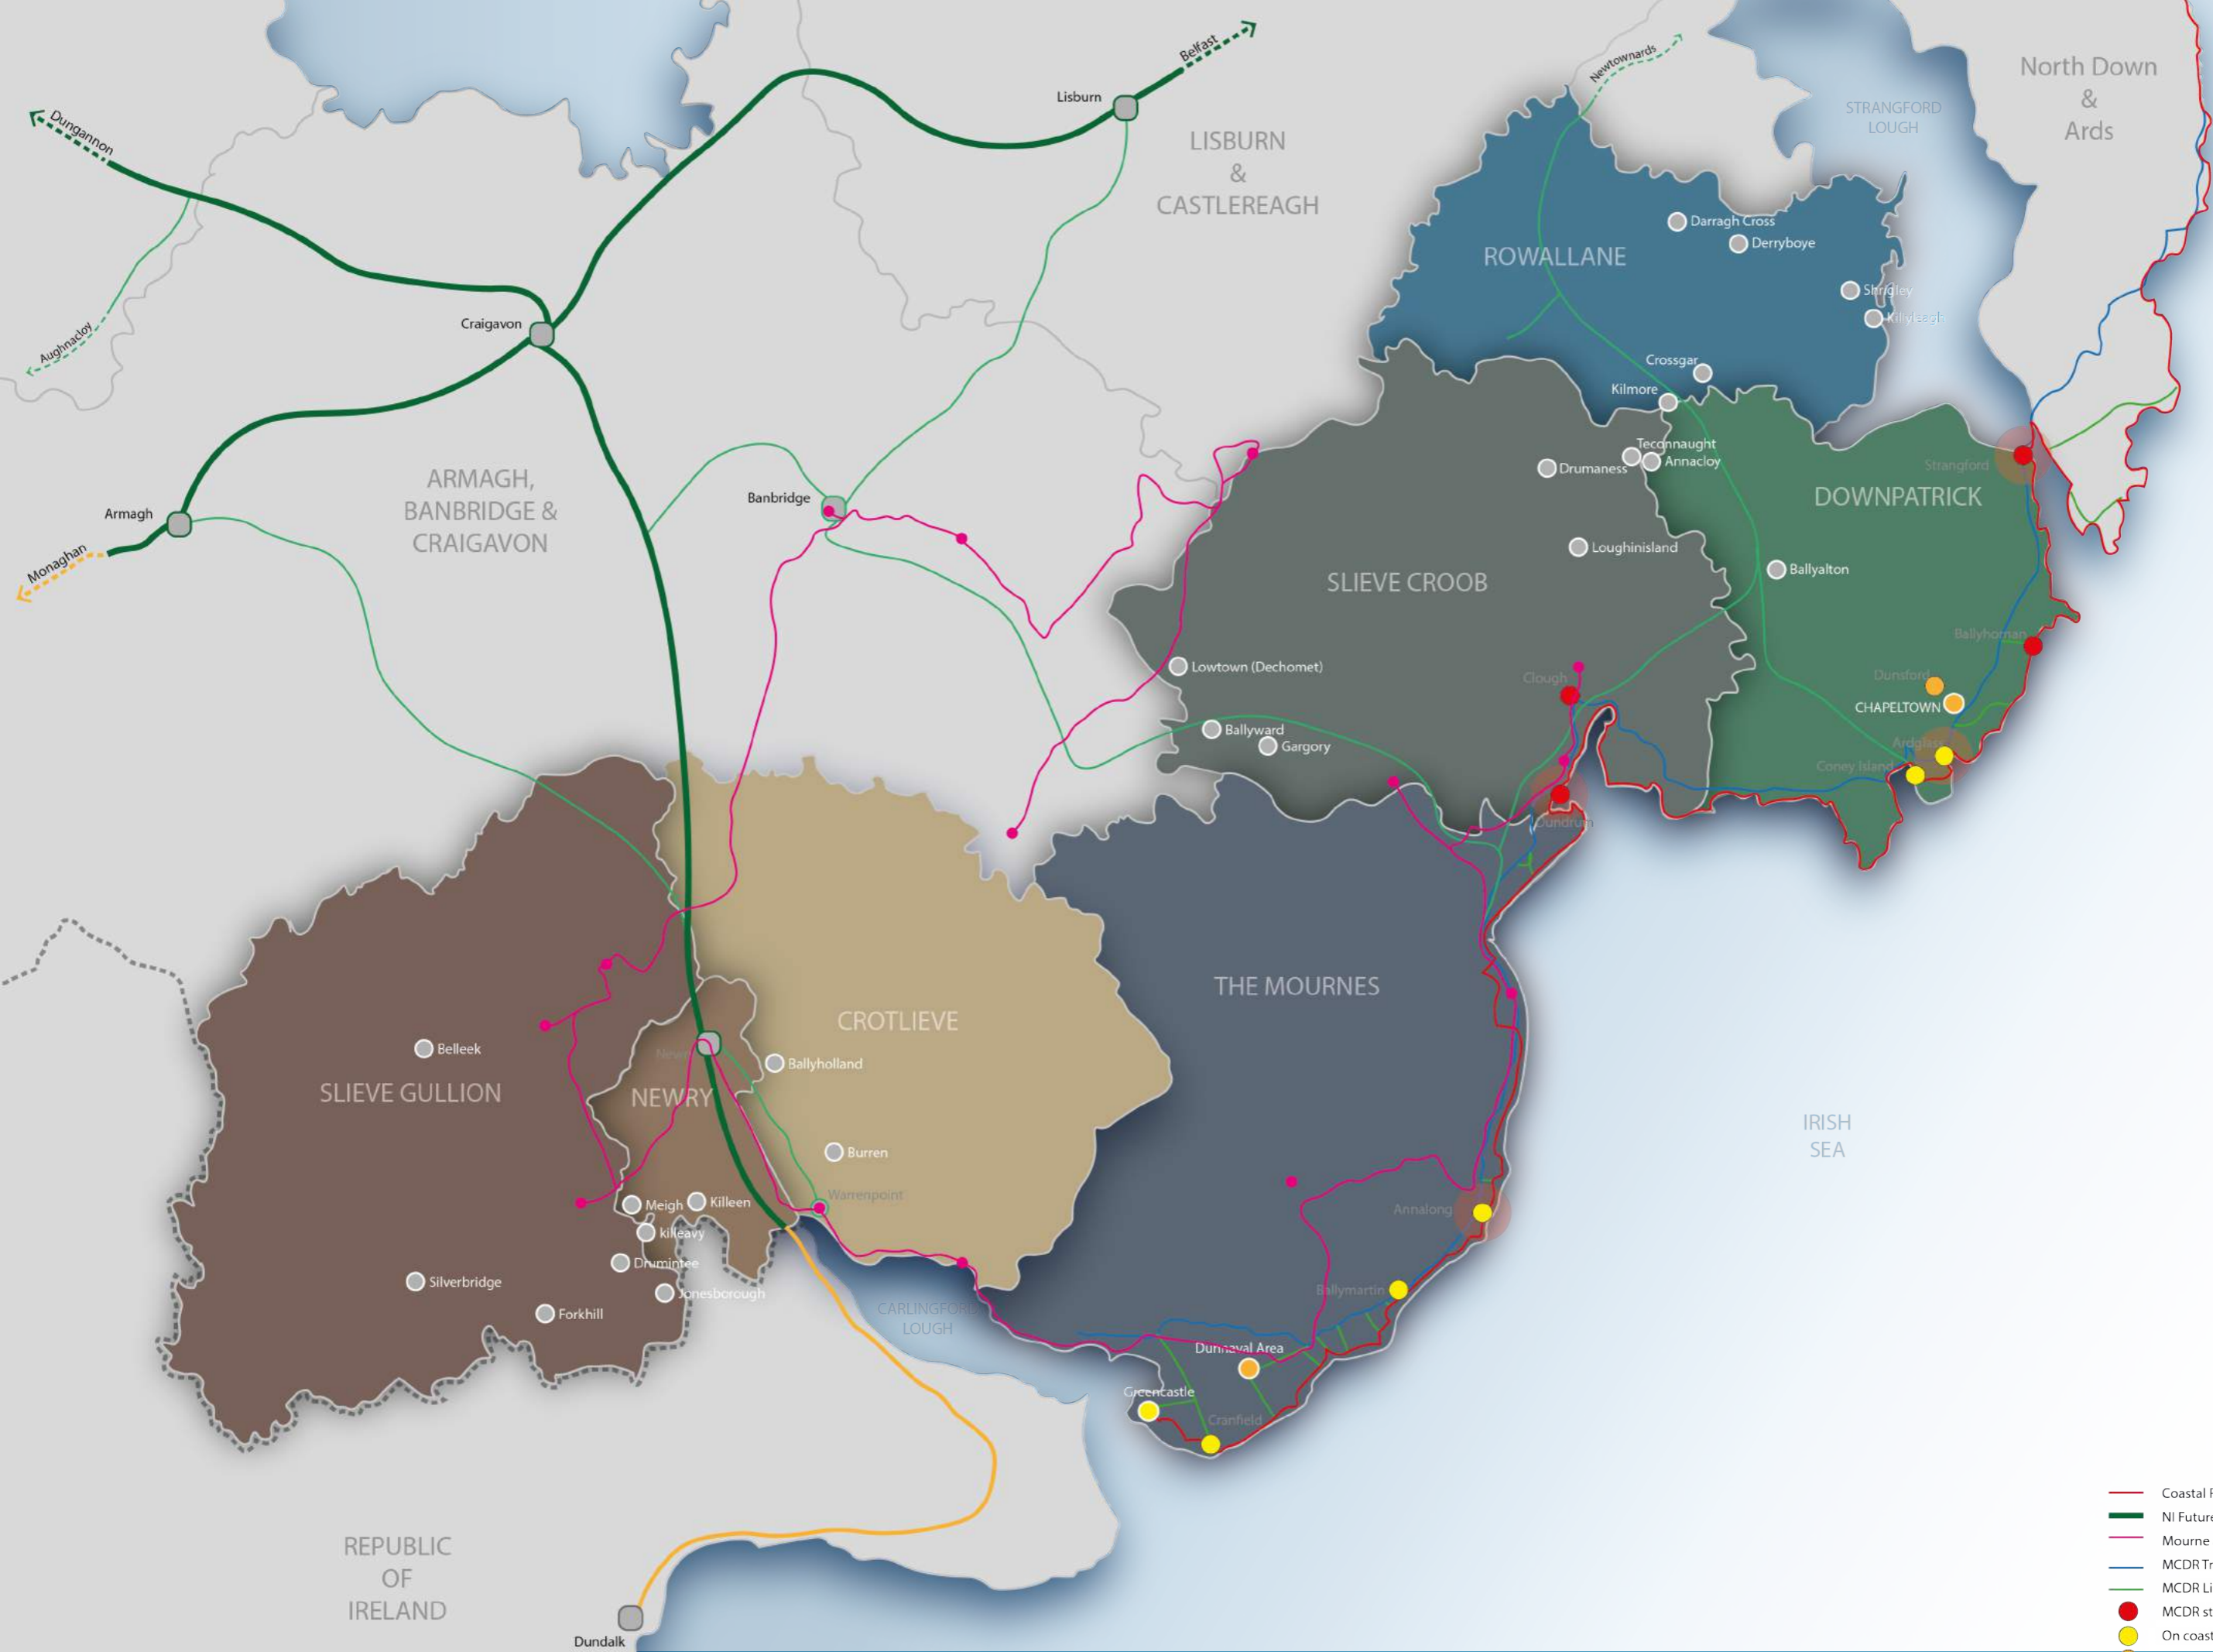 Belfast
Newtownards
North Down
&
Ards
Lisburn
STRANGFORD
LOUGH
Dungannon
LISBURN
&
CASTLEREAGH
Darragh Cross
Derryboye
ROWALLANE
Shrigley
Killyleagh
Craigavon
Aughnacloy
Crossgar
Kilmore
Teconnaught
Annacloy
Drumaness
Strangford
ARMAGH,
BANBRIDGE &
CRAIGAVON
Banbridge
DOWNPATRICK
Armagh
Monaghan
Loughinisland
Ballyalton
SLIEVE CROOB
Ballyhornan
Lowtown (Dechomet)
Clough
Dunsford
CHAPELTOWN
Ballyward
Gargory
Ardglass
Coney Island
Dundrum
THE MOURNES
CROTLIEVE
Belleek
Ballyholland
SLIEVE GULLION
NEWRY
IRISH
SEA
Burren
Warrenpoint
Meigh
Killeen
Annalong
killeavy
Drumintee
Silverbridge
Jonesborough
Ballymartin
Forkhill
CARLINGFORD
LOUGH
Dunnaval Area
Greencastle
Cranfield
Coastal
NI Future
Mourne
MCDR
MCDR
MCDR
On
REPUBLIC
OF
IRELAND
Dundalk